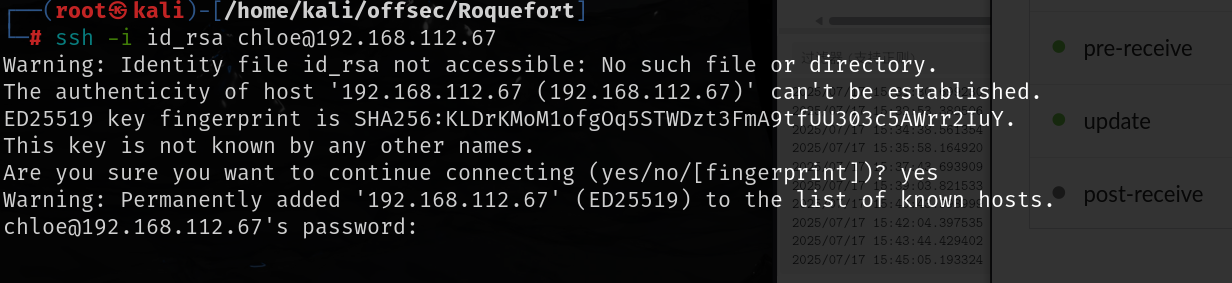 ┌──(root㉿kali)-[/home/kali/offsec/Roquefort]
└─# ssh -i id_rsa chloe@192.168.112.67
Warning: Identity file id_rsa not accessible: No such file or directory.
The authenticity of host '192.168.112.67 (192.168.112.67)' can't be established.
ED25519 key fingerprint is SHA256:KLDrKMoM1ofgOq5STWDzt3FmA9tfUU303c5AWrr2IuY.
This key is not known by any other names.
Are you sure you want to continue connecting (yes/no/[fingerprint])? yes
Warning: Permanently added '192.168.112.67' (ED25519) to the list of known hosts.
chloe@192.168.112.67's password:
2025/07/17 15:34:38.561354
2025/07/17 15:35:58.164920
2025/07/17 15:37:43.693909
2025/07/17 15:42:04.397535
2025/07/17 15:43:44.429402
2025/07/17 15:45:05.193324
pre-receive
update
post-receive